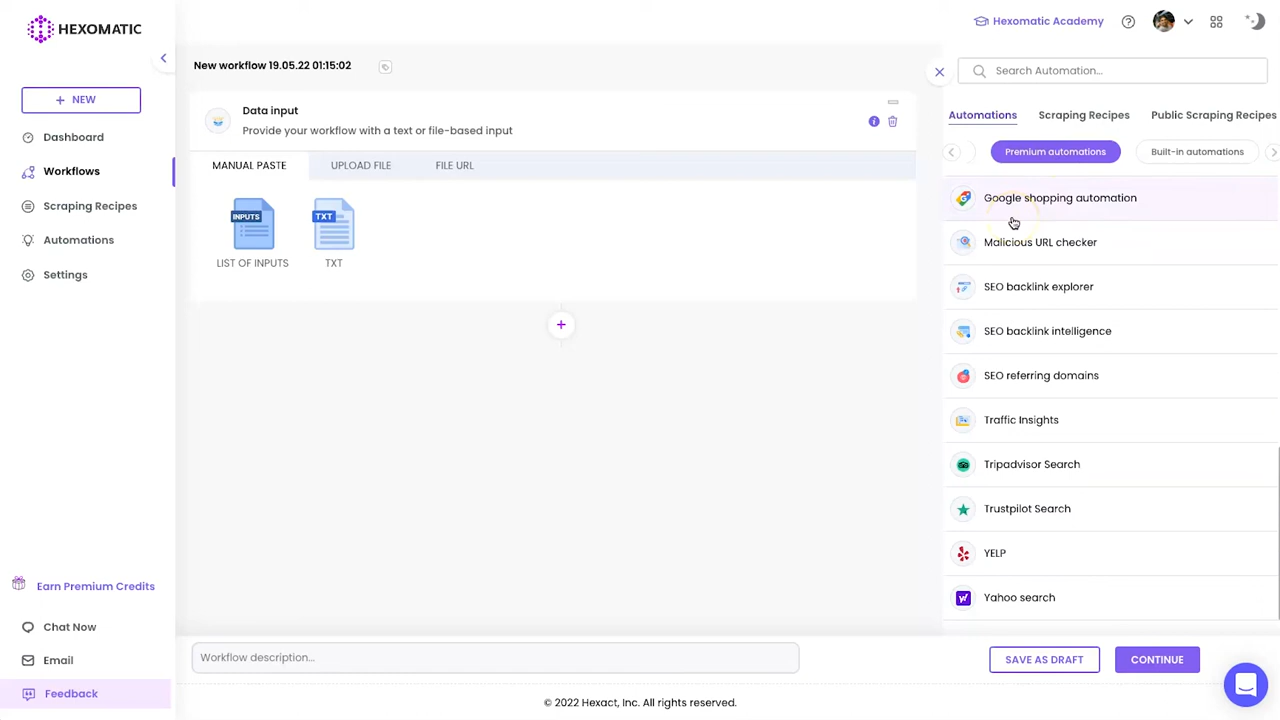 HEXOMATIC
Hexomatic Academy
+ NEW
Dashboard
Workflows
Scraping Recipes
Automations
Settings
Earn Premium Credits
Chat Now
Email
Feedback
New workflow 19.05.22 01:15:02
Data input
Provide your workflow with a text or file-based input
MANUAL PASTE UPLOAD FILE FILE URL
INPUTS TXT
LIST OF INPUTS TXT
Search Automation...
Automations Scraping Recipes Public Scraping Recipes
Premium automations Built-in automations
Google shopping automation
Malicious URL checker
SEO backlink explorer
SEO backlink intelligence
SEO referring domains
Traffic Insights
Tripadvisor Search
Trustpilot Search
YELP
Yahoo search
Workflow description...
SAVE AS DRAFT CONTINUE
© 2022 Hexact, Inc. All rights reserved.